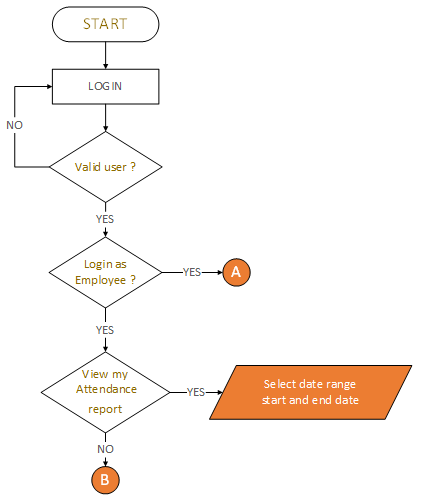 START
LOGIN
NO
Valid user ?
YES
Login as
Employee ?
YES
A
YES
View my
Attendance
report
YES
Select date range
start and end date
NO
B